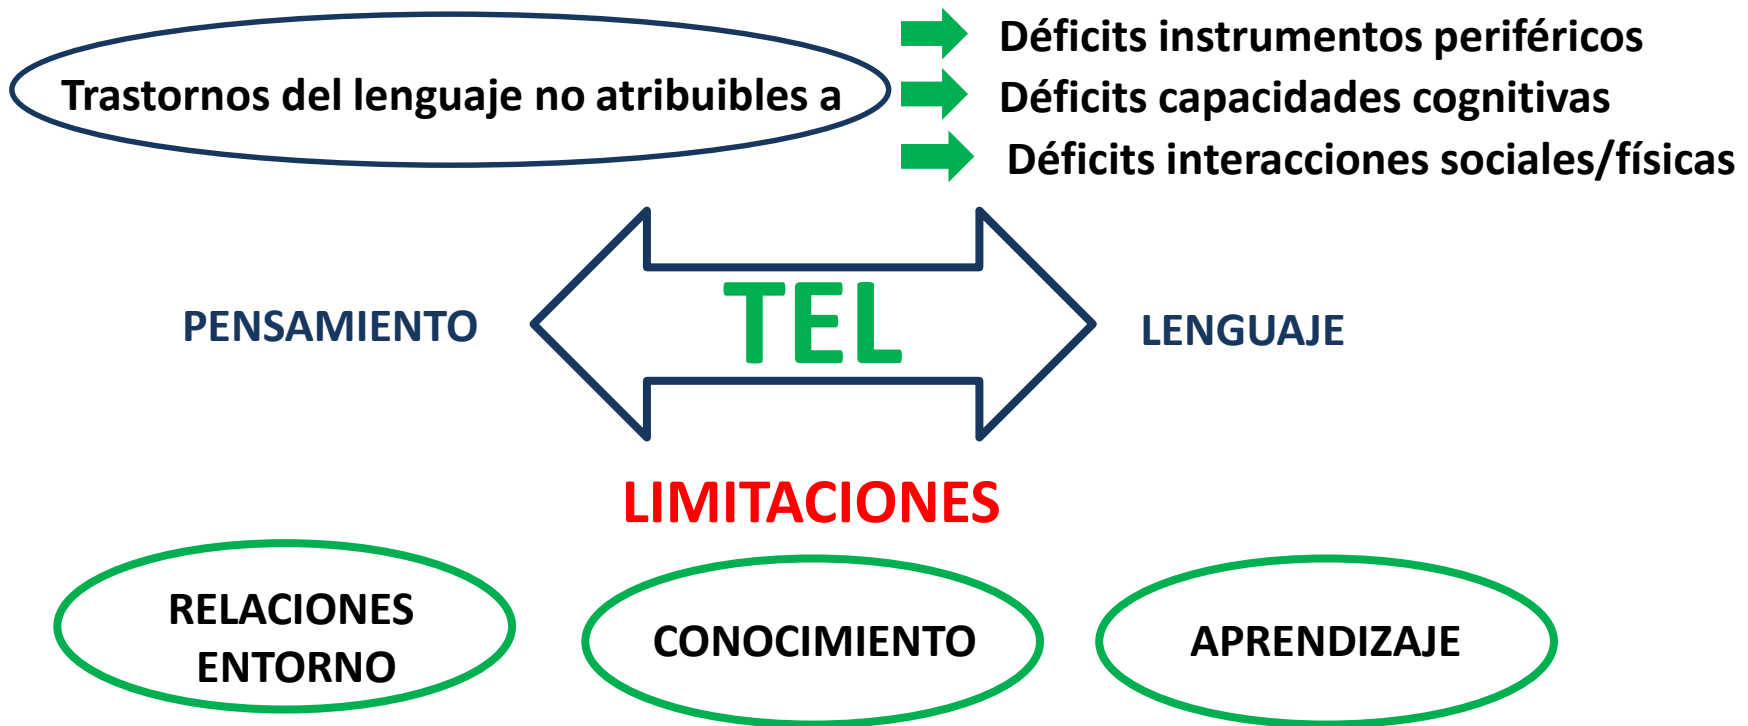 Trastornos del lenguaje no atribuibles a
Déficits instrumentos periféricos
Déficits capacidades cognitivas
Déficits interacciones sociales/físicas
PENSAMIENTO
TEL
LENGUAJE
LIMITACIONES
RELACIONES
ENTORNO
CONOCIMIENTO
APRENDIZAJE